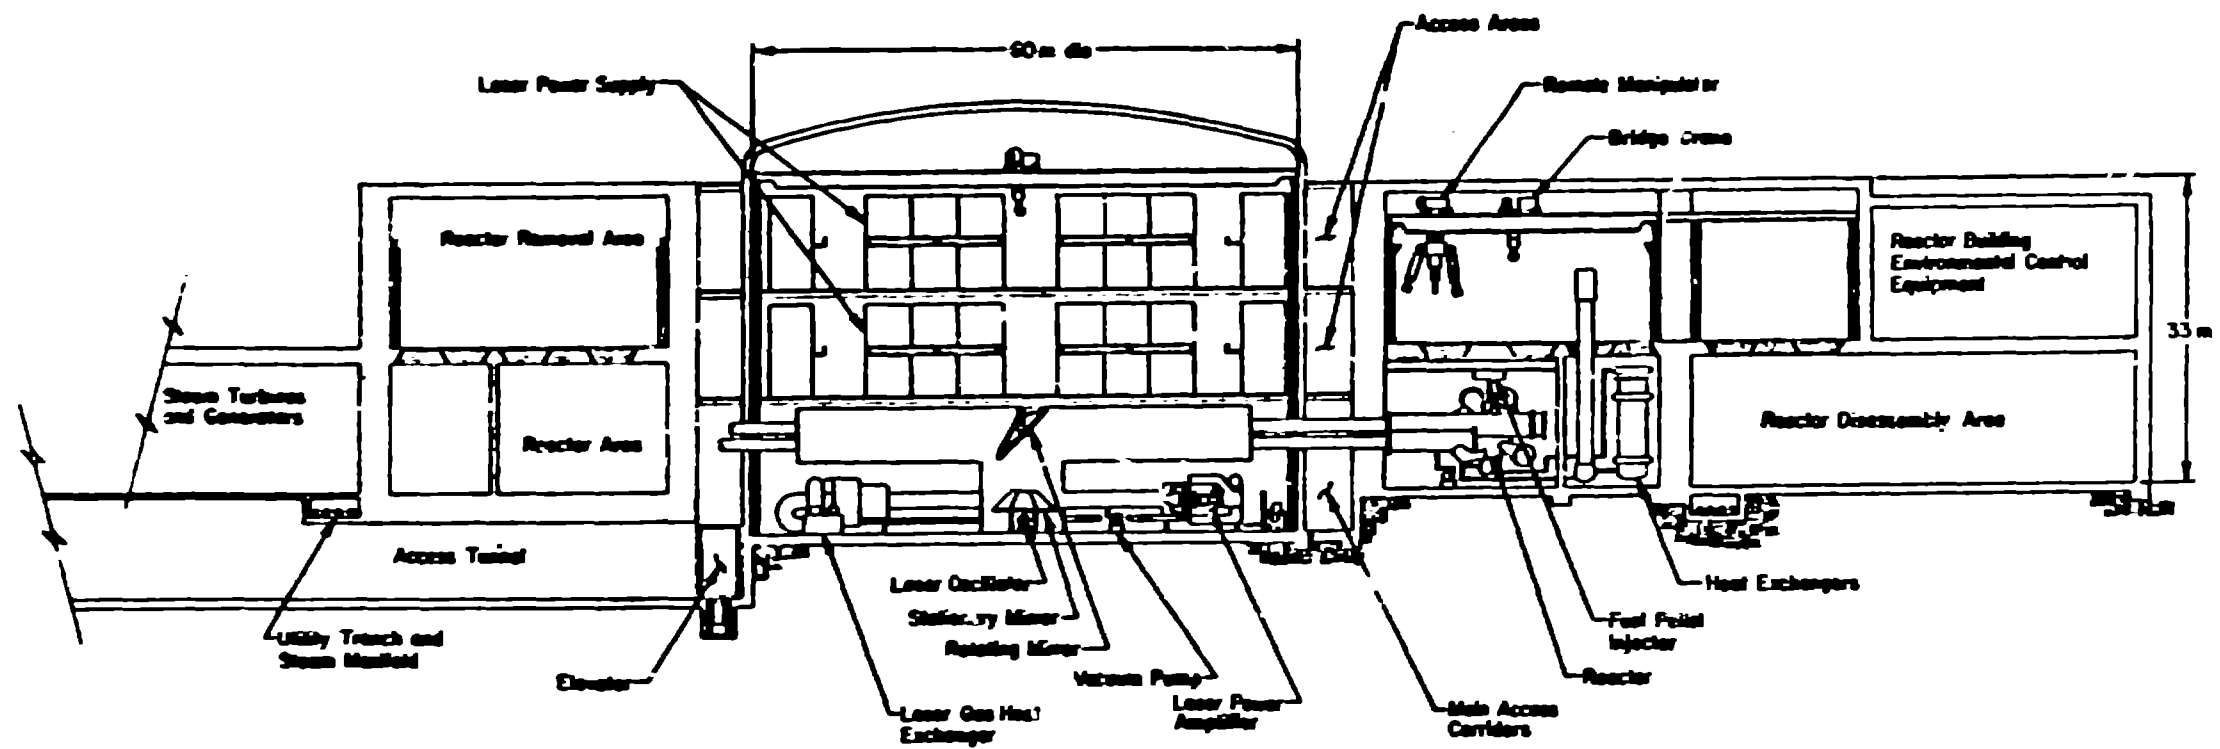 Access Areas
60 m dia
Laser Power Supply
Remote Manipulator
Bridge Crane
Reactor Removal Area
Reactor Building
Environmental Control
Equipment
33 m
Steam Turbines
and Generators
Reactor Area
Reactor Disassembly Area
Access Tunnel
Laser Oscillator
Heat Exchangers
Stationary Mirror
Fuel Pellet
Injector
Utility Trench and
Steam Manifold
Rotating Mirror
Elevator
Vacuum Pump
Reactor
Laser Power
Amplifier
Laser Gas Heat
Exchanger
Main Access
Corridors